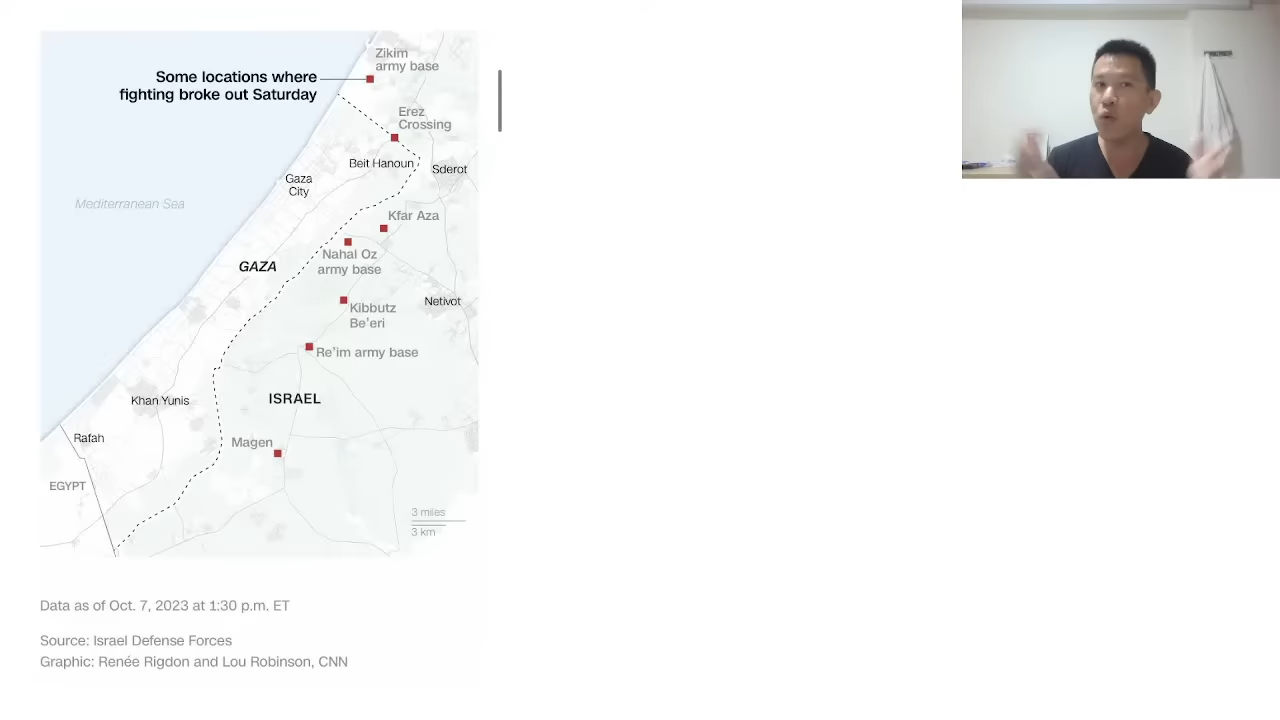 Zikim
army base
Some locations where
fighting broke out Saturday
Erez
Crossing
Beit Hanoun
Sderot
Gaza
City
Mediterranean Sea
Kfar Aza
Nahal Oz
army base
GAZA
Netivot
Kibbutz
Be'eri
Re'im army base
ISRAEL
Khan Yunis
Rafah
Magen
EGYPT
3 miles
3 km
Data as of Oct. 7, 2023 at 1:30 p.m. ET
Source: Israel Defense Forces
Graphic: Renée Rigdon and Lou Robinson, CNN